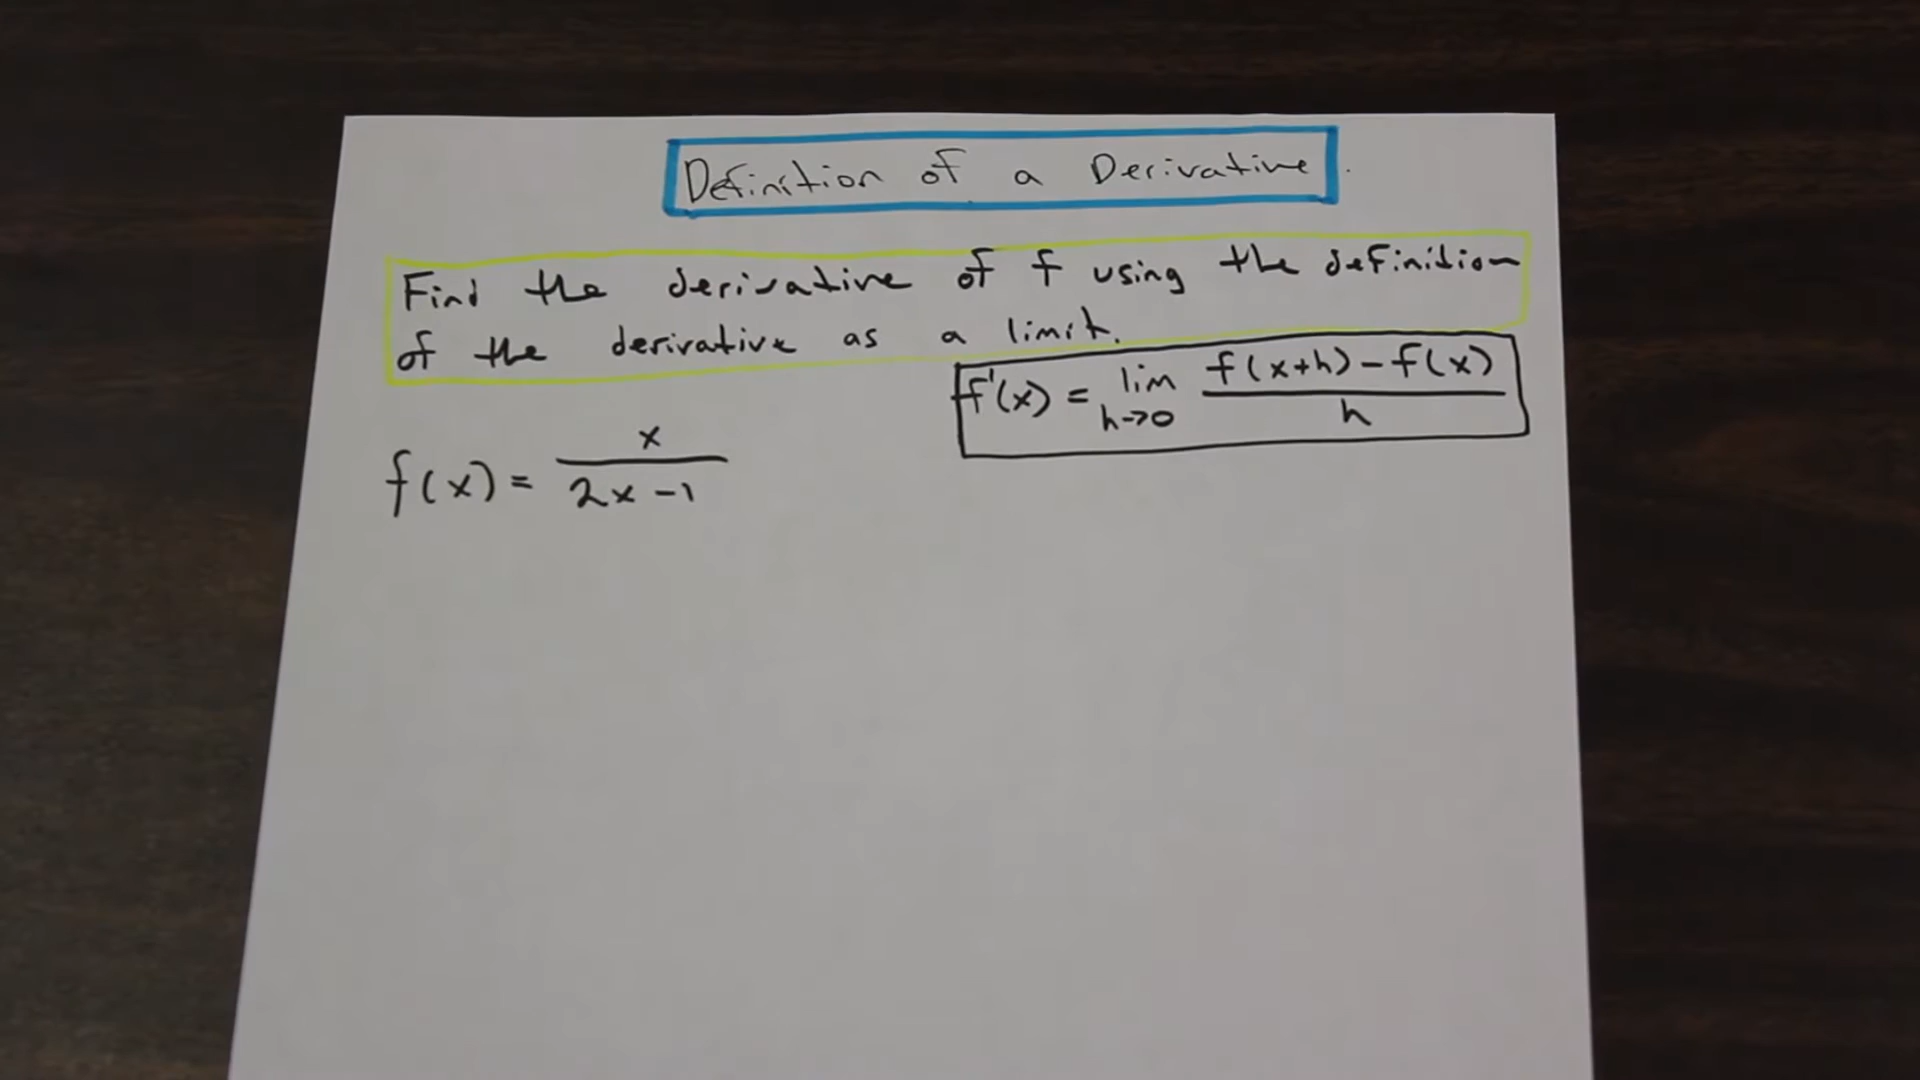 Definition of a Derivative.
Find the derivative of f using the definition
of the derivative as a limit.
f'(x) = lim h→0 f(x+h)-f(x) / h
f(x) = x / 2x-1